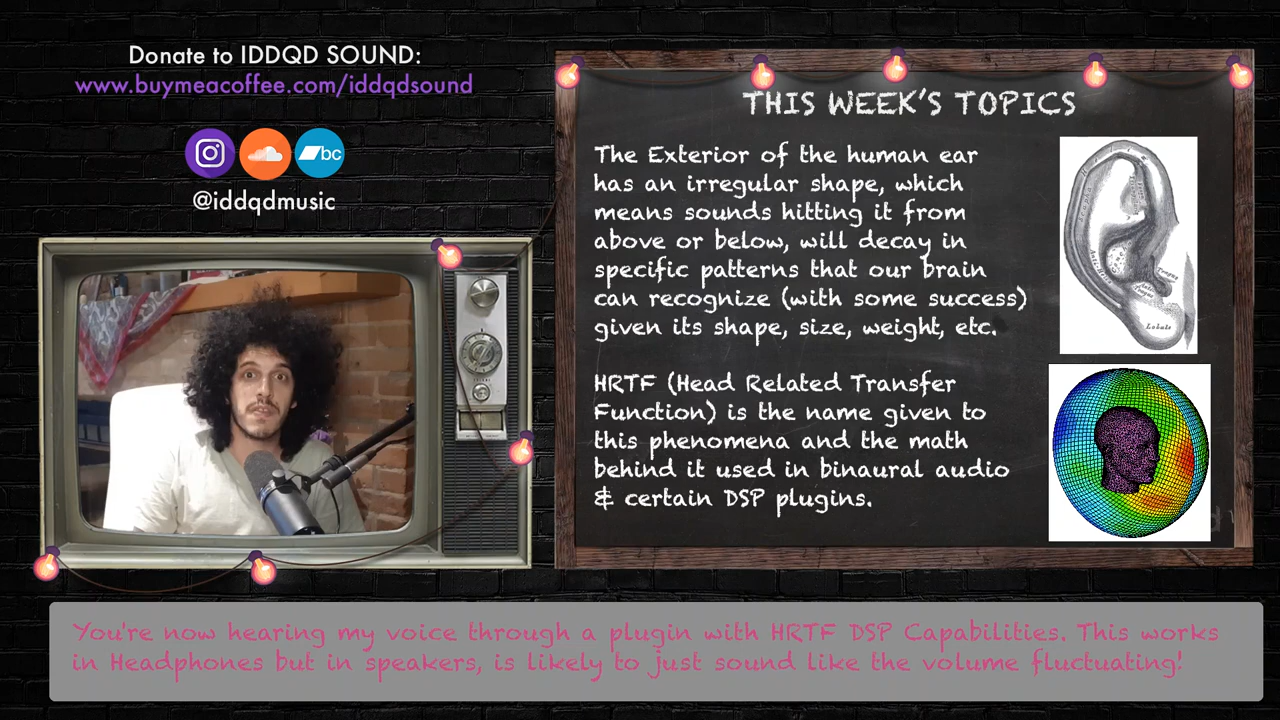 Donate to IDDQD SOUND:
www.buymeacoffee.com/iddqdsound
bc
@iddqdmusic
THIS WEEK'S TOPICS
The Exterior of the human ear
has an irregular shape, which
means sounds hitting it from
above or below, will decay in
specific patterns that our brain
can recognize (with some success)
given its shape, size, weight, etc.
HRTF (Head Related Transfer
Function) is the name given to
this phenomena and the math
behind it used in binaural audio
& certain DSP plugins.
Lobule
You're now hearing my voice through a plugin with HRTF DSP Capabilities. This works
in Headphones but in speakers, is likely to just sound like the volume fluctuating!